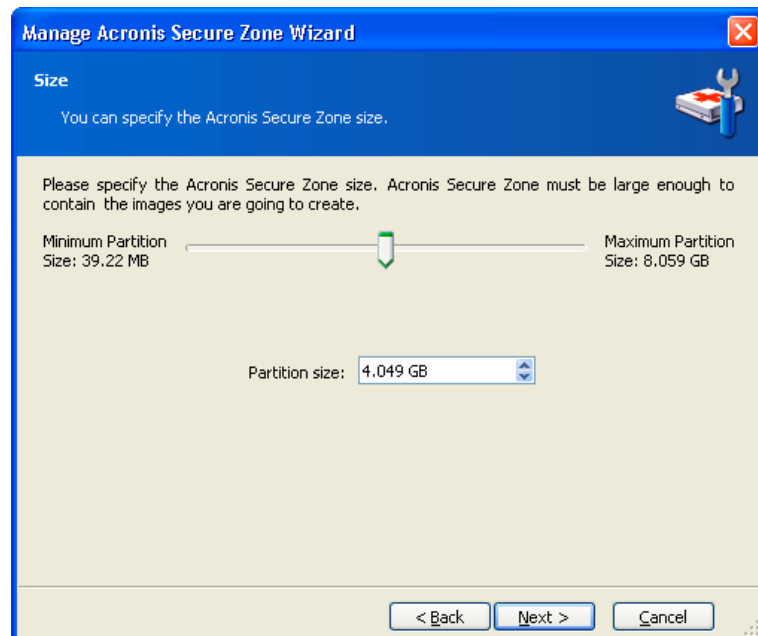 Manage Acronis Secure Zone Wizard
Size
You can specify the Acronis Secure Zone size.
Please specify the Acronis Secure Zone size. Acronis Secure Zone must be large enough to
contain the images you are going to create.
Minimum Partition
Size: 39.22 MB
Maximum Partition
Size: 8.059 GB
Partition size: 4.049 GB
< Back
Next >
Cancel